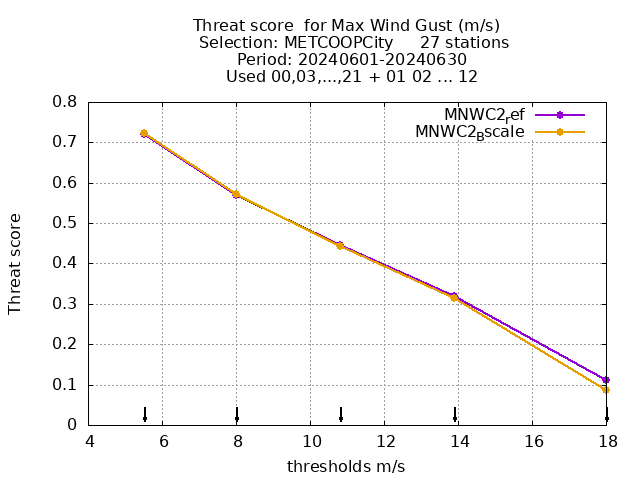 Threat score  for Max Wind Gust (m/s)
Selection: METCOOPCity     27 stations
Period: 20240601-20240630
Used 00,03,...,21 + 01 02 ... 12
MNWC2ref
MNWC2Bscale
0.8
0.7
0.6
0.5
0.4
0.3
0.2
0.1
0
Threat score
4 6 8 10 12 14 16 18
thresholds m/s